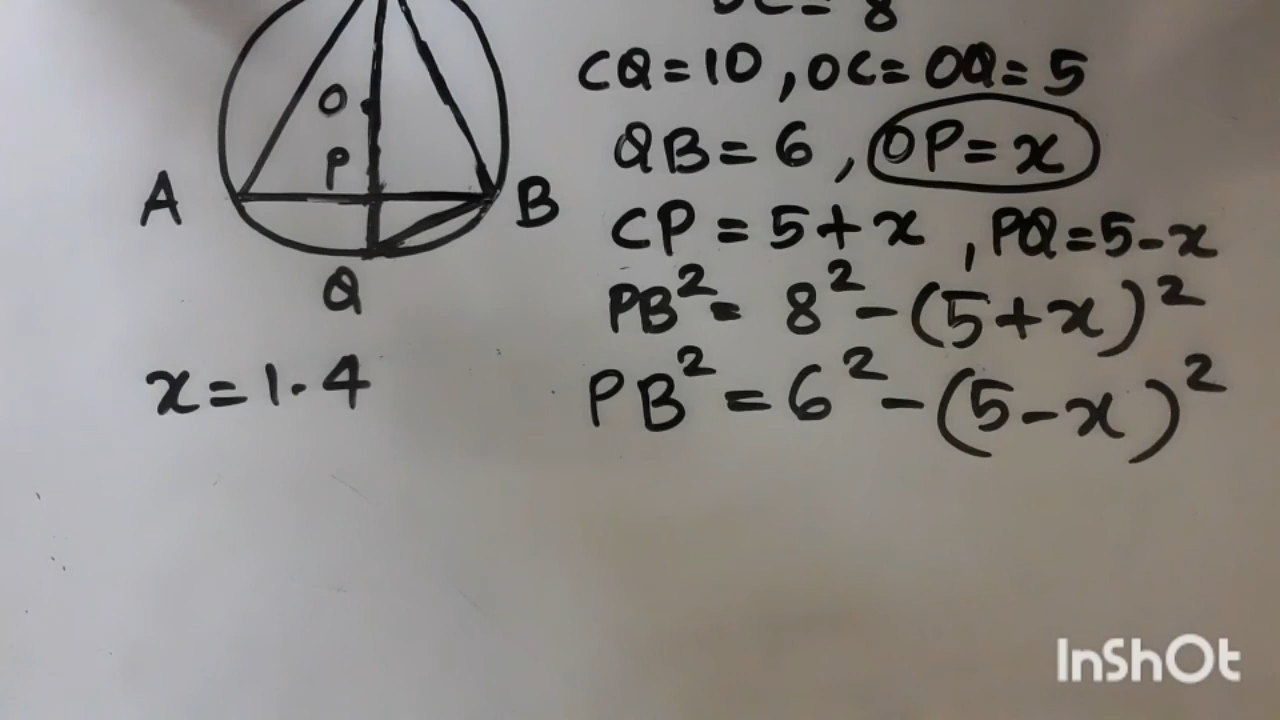 = 8
CQ=10, OC=OQ=5
O
QB=6, OP=x
P
A
B
CP=5+x, PQ=5-x
Q
PB²= 8²-(5+x)²
x=1.4
PB²=6²-(5-x)²
InShOt